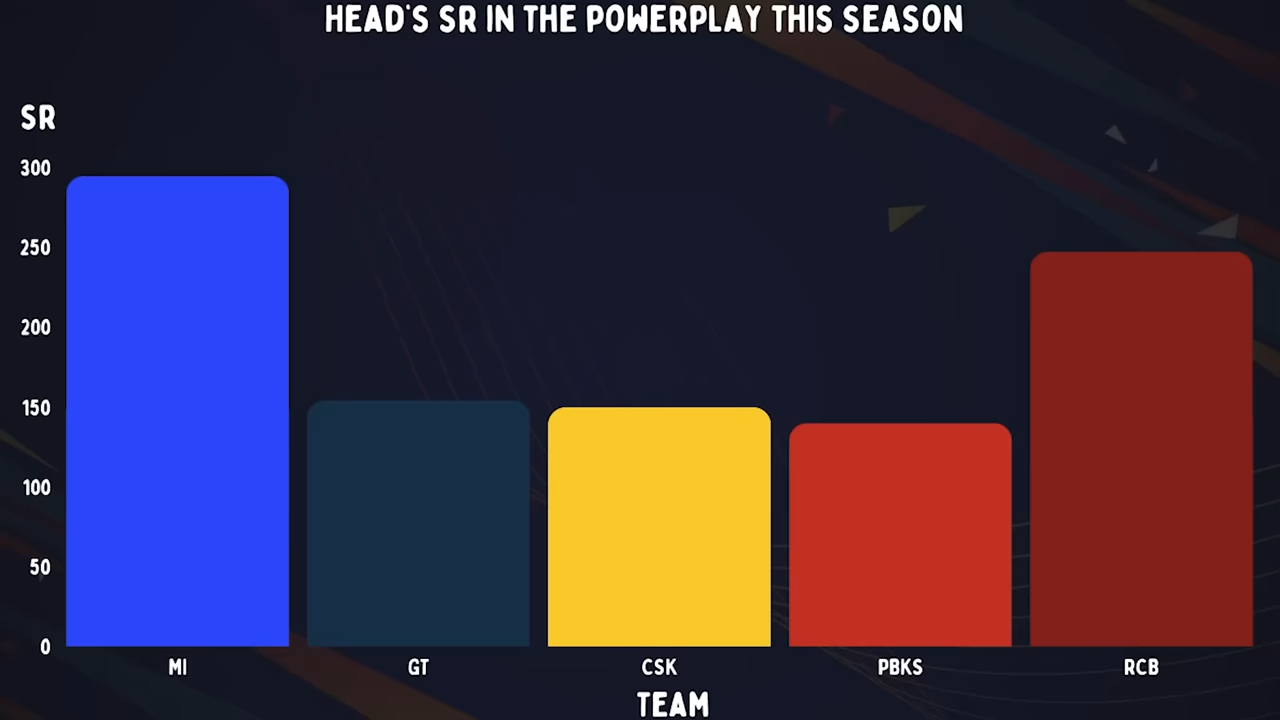 HEAD'S SR IN THE POWERPLAY THIS SEASON
SR
300
250
200
150
100
50
0
MI GT CSK PBKS RCB
TEAM